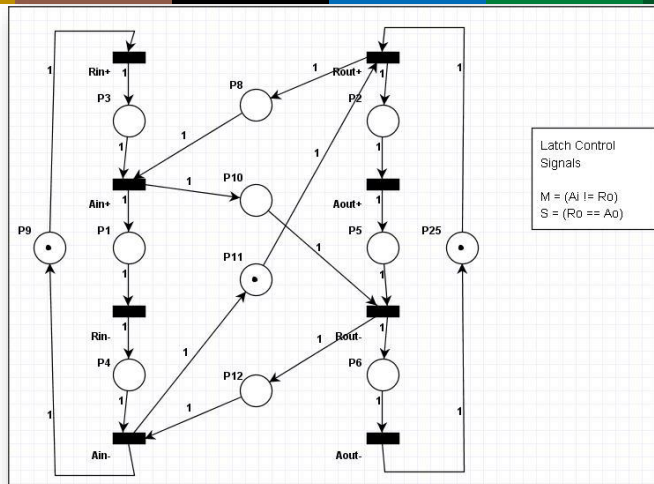 1
Rin+
1
P3
1
1
Ain+
1
P9
P1
1
Rin-
1
P4
1
1
Ain-
P8
1
1
P10
1
P11
1
1
1
P12
1
1
Rout+
1
P2
1
Aout+
1
P5
1
P25
Rout-
1
P6
1
Aout-
1
1
Latch Control
Signals
M = (Ai != Ro)
S = (Ro == Ao)